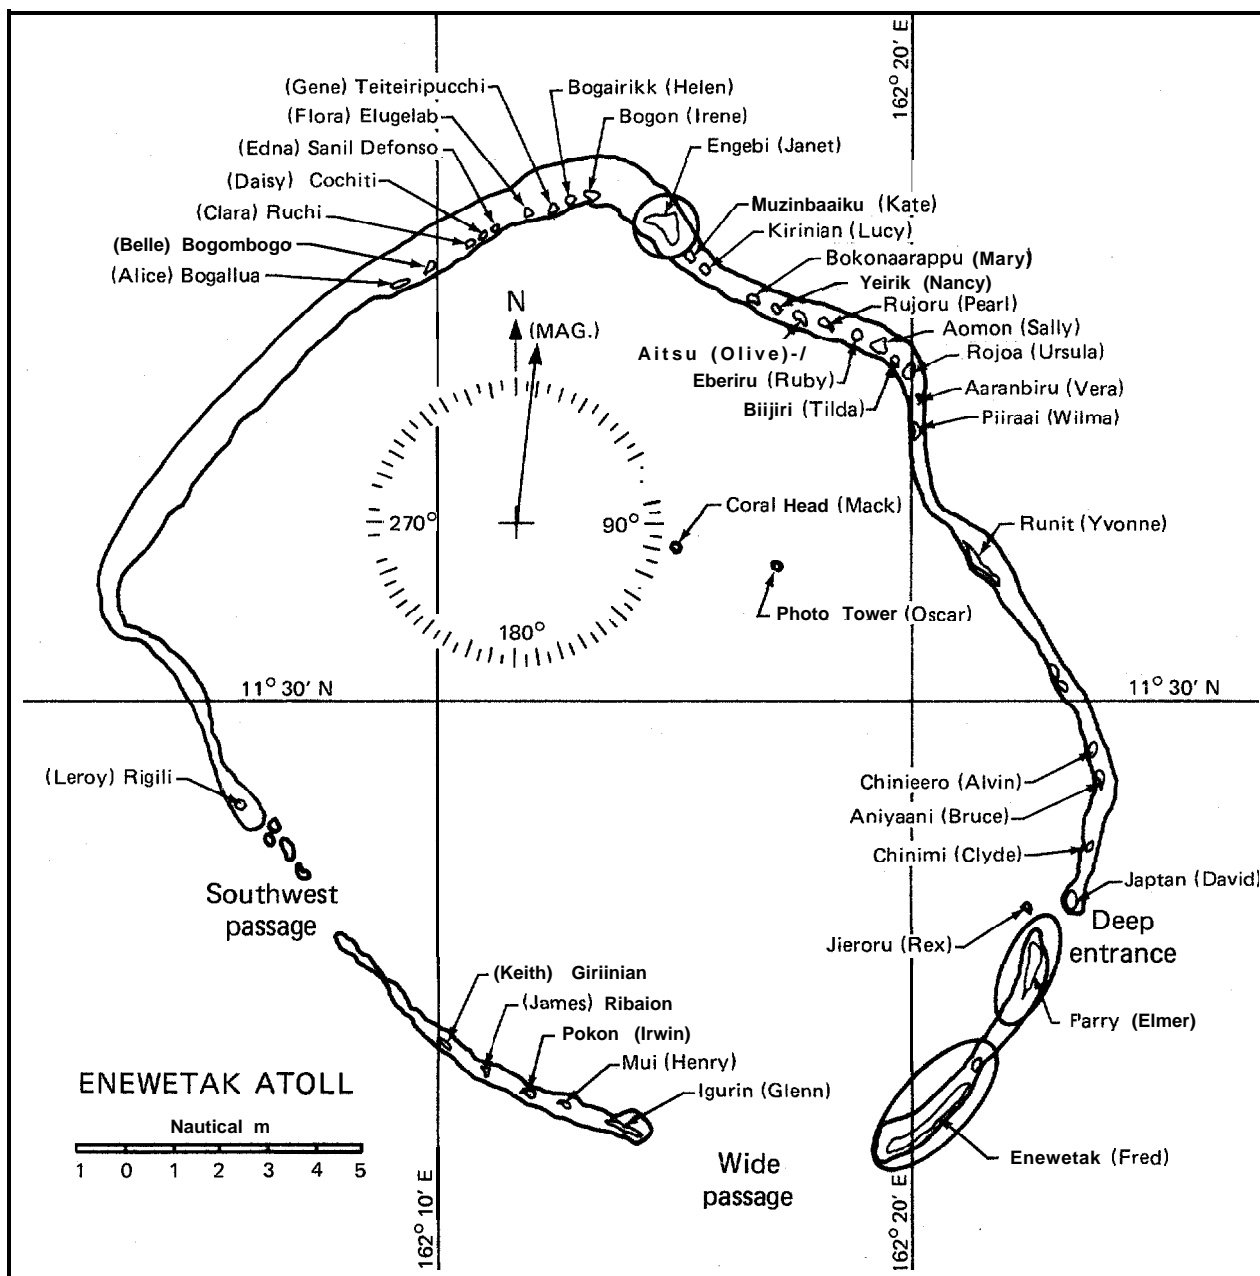 162° 20' E
(Gene) Teiteiripucchi
Bogairikk (Helen)
(Flora) Elugelab
Bogon (Irene)
(Edna) Sanil Defonso
Engebi (Janet)
(Daisy) Cochiti
(Clara) Ruchi
Muzinbaaiku (Kate)
Kirinian (Lucy)
(Belle) Bogombogo
Bokonaarappu (Mary)
(Alice) Bogallua
Yeirik (Nancy)
Rujoru (Pearl)
N
(MAG.)
Aomon (Sally)
Aitsu (Olive)-/
Rojoa (Ursula)
Eberiru (Ruby)
Aaranbiru (Vera)
Biijiri (Tilda)
Piiraai (Wilma)
270°
90°
180°
Coral Head (Mack)
Runit (Yvonne)
Photo Tower (Oscar)
11° 30' N
11° 30' N
(Leroy) Rigili
Chinieero (Alvin)
Aniyaani (Bruce)
Chinimi (Clyde)
Southwest
passage
Japtan (David)
Deep
entrance
Jieroru (Rex)
(Keith) Giriinian
(James) Ribaion
Pokon (Irwin)
Parry (Elmer)
Mui (Henry)
Igurin (Glenn)
ENEWETAK ATOLL
Nautical m
1 0 1 2 3 4 5
Wide
passage
Enewetak (Fred)
162° 10' E
162° 20' E